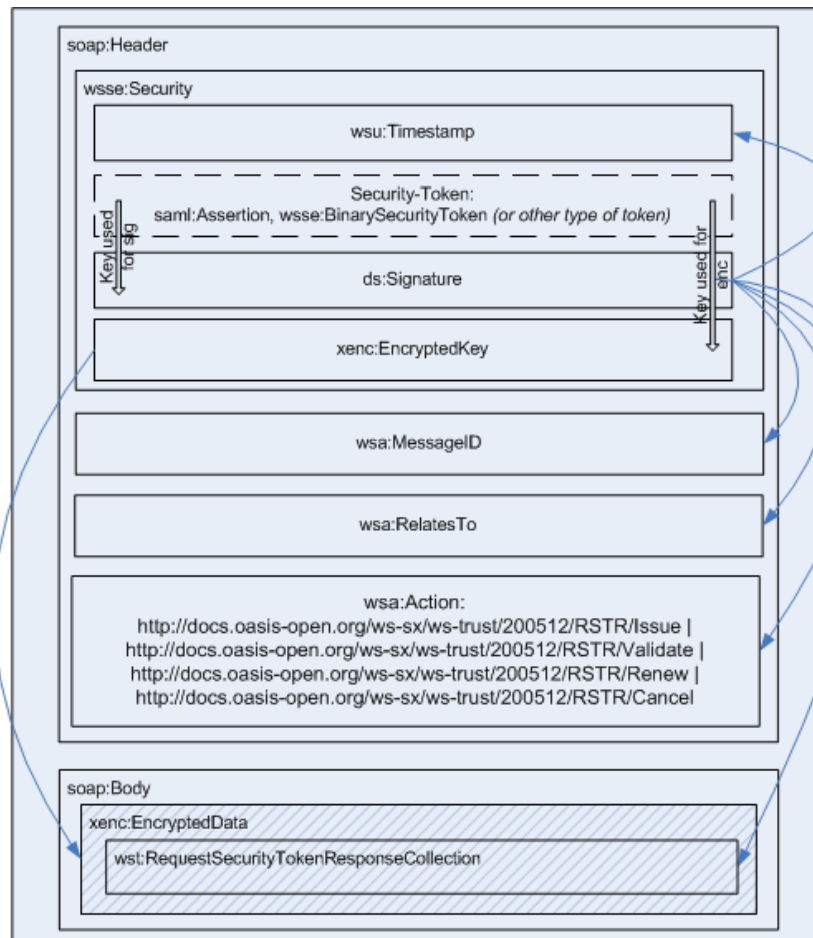 soap:Header
wsse:Security
wsu:Timestamp
Security-Token:
saml:Assertion, wsse:BinarySecurityToken (or other type of token)
Key used
for sig
Key used for
enc
ds:Signature
xenc:EncryptedKey
wsa:MessageID
wsa:RelatesTo
wsa:Action:
http://docs.oasis-open.org/ws-sx/ws-trust/200512/RSTR/Issue |
http://docs.oasis-open.org/ws-sx/ws-trust/200512/RSTR/Validate |
http://docs.oasis-open.org/ws-sx/ws-trust/200512/RSTR/Renew |
http://docs.oasis-open.org/ws-sx/ws-trust/200512/RSTR/Cancel
soap:Body
xenc:EncryptedData
wst:RequestSecurityTokenResponseCollection